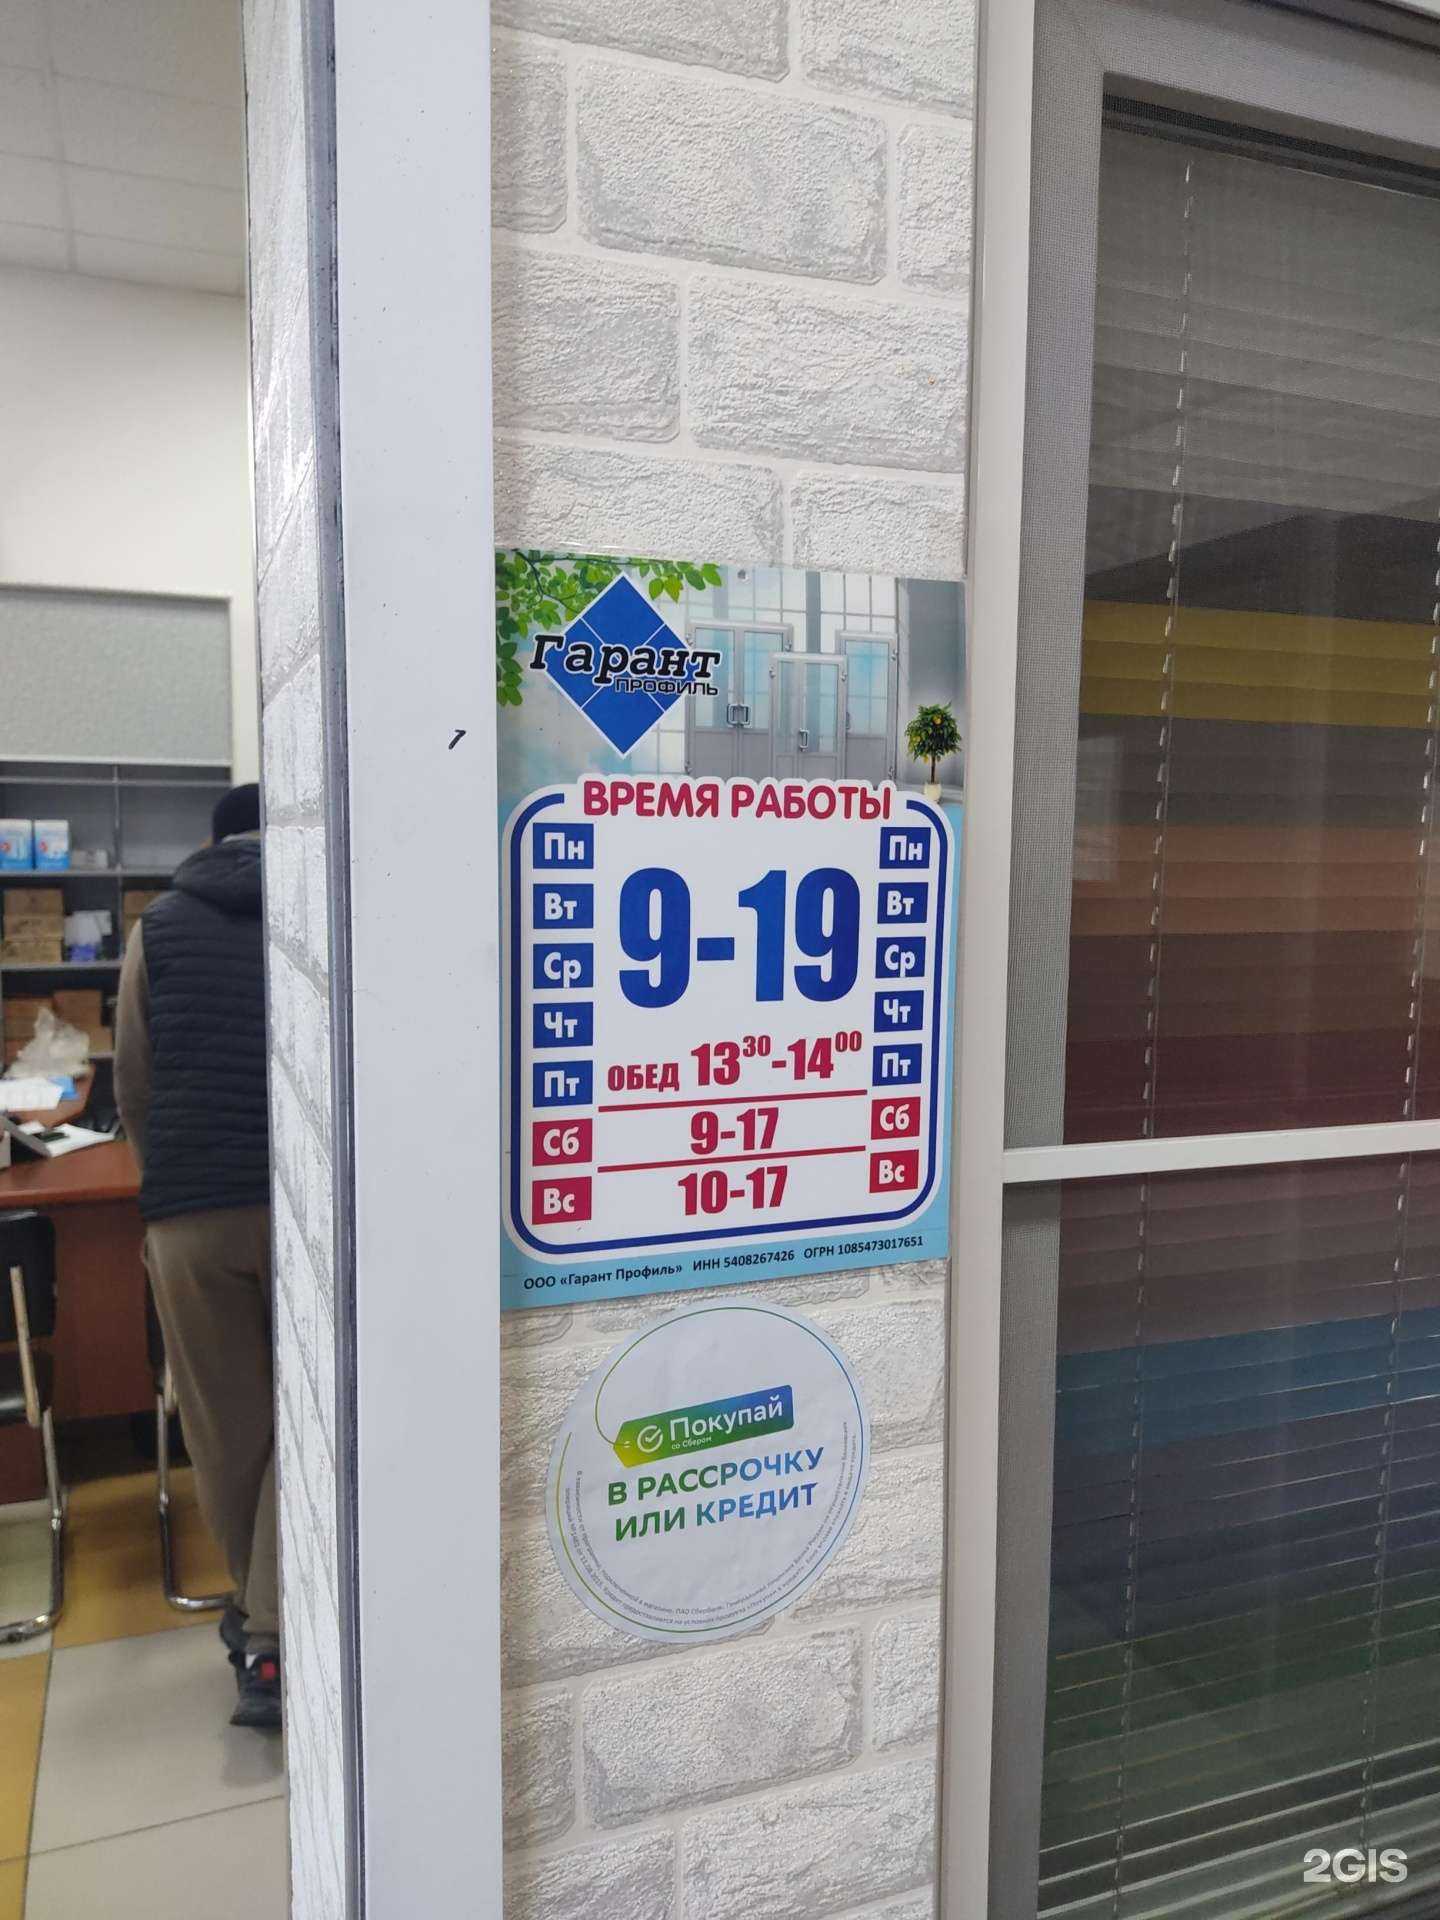 Гарант
ПРОФИЛЬ
ВРЕМЯ РАБОТЫ
Пн Пн
Вт 9-19 Вт
Ср Ср
Чт Чт
Пт ОБЕД 13³⁰-14⁰⁰ Пт
Сб 9-17 Сб
Вс 10-17 Вс
ООО «Гарант Профиль» ИНН 5408267426 ОГРН 1085473017651
Покупай
со Сбером
В РАССРОЧКУ
ИЛИ КРЕДИТ
2GIS